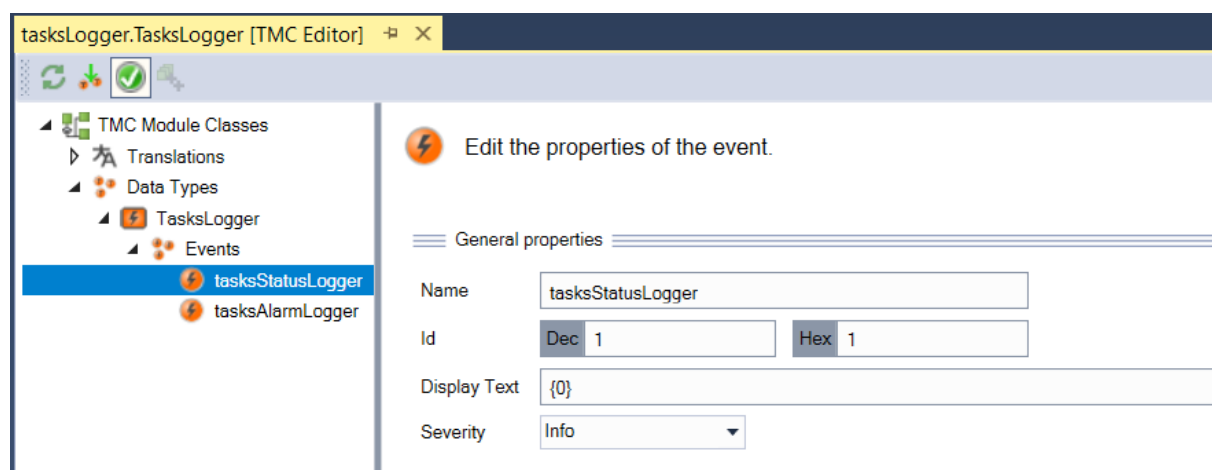 tasksLogger.TasksLogger [TMC Editor]
TMC Module Classes
Translations
Data Types
TasksLogger
Events
tasksStatusLogger
tasksAlarmLogger
Edit the properties of the event.
General properties
Name tasksStatusLogger
Id Dec 1 Hex 1
Display Text {0}
Severity Info